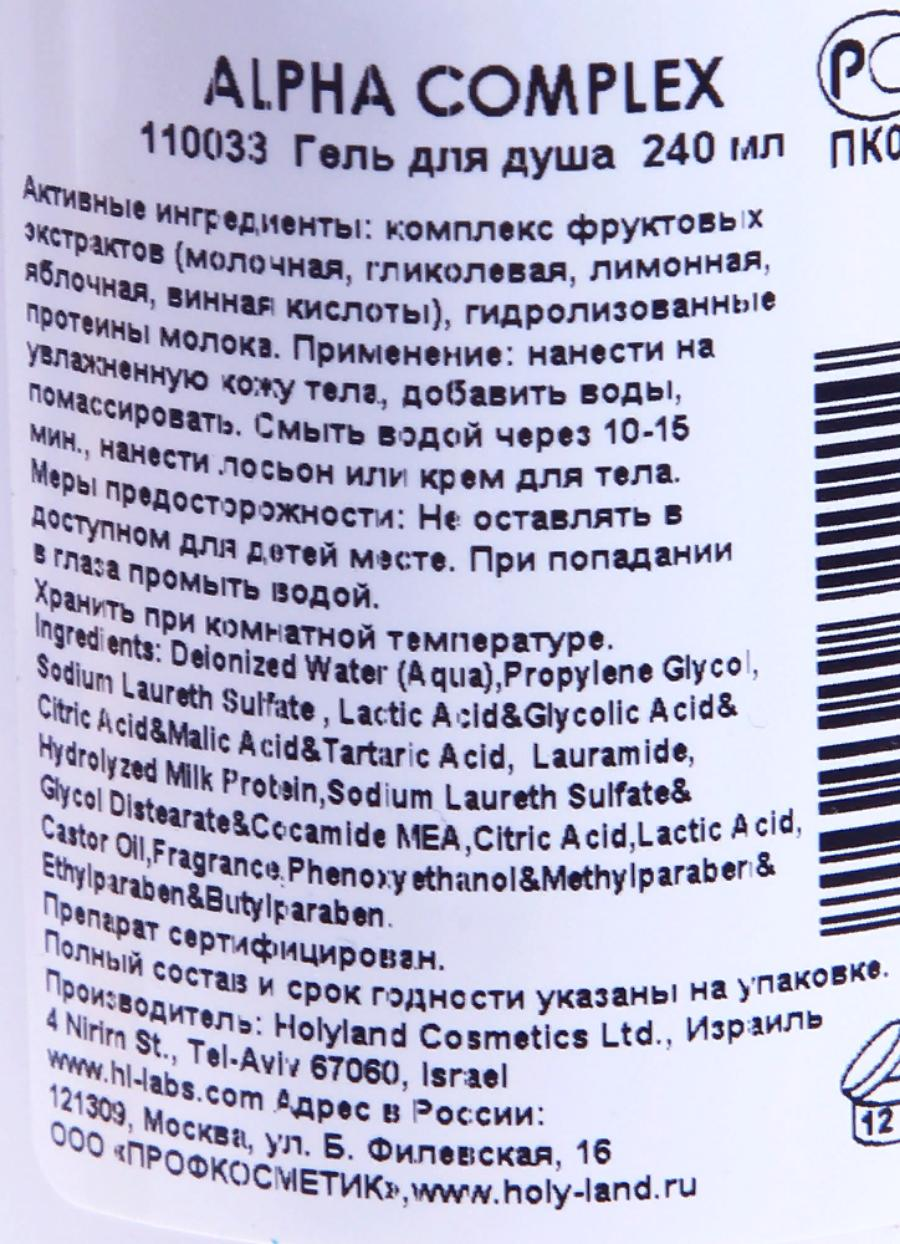 ALPHA COMPLEX
110033 Гель для душа 240 мл
ПК0
Активные ингредиенты: комплекс фруктовых
экстрактов (молочная, гликолевая, лимонная,
яблочная, винная кислоты), гидролизованные
протеины молока. Применение: нанести на
увлажненную кожу тела, добавить воды,
помассировать. Смыть водой через 10-15
мин., нанести лосьон или крем для тела.
Меры предосторожности: Не оставлять в
доступном для детей месте. При попадании
в глаза промыть водой.
Хранить при комнатной температуре.
Ingredients: Deionized Water (Aqua),Propylene Glycol,
Sodium Laureth Sulfate , Lactic Acid&Glycolic Acid&
Citric Acid&Malic Acid&Tartaric Acid, Lauramide,
Hydrolyzed Milk Protein,Sodium Laureth Sulfate&
Glycol Distearate&Cocamide MEA,Citric Acid,Lactic Acid,
Castor Oil,Fragrance,Phenoxyethanol&Methylparaben&
Ethylparaben&Butylparaben.
Препарат сертифицирован.
Полный состав и срок годности указаны на упаковке.
Производитель: Holyland Cosmetics Ltd., Израиль
4 Nirim St., Tel-Aviv 67060, Israel
www.hl-labs.com Адрес в России:
121309, Москва, ул. Б. Филевская, 16
ООО «ПРОФКОСМЕТИК»,www.holy-land.ru
12